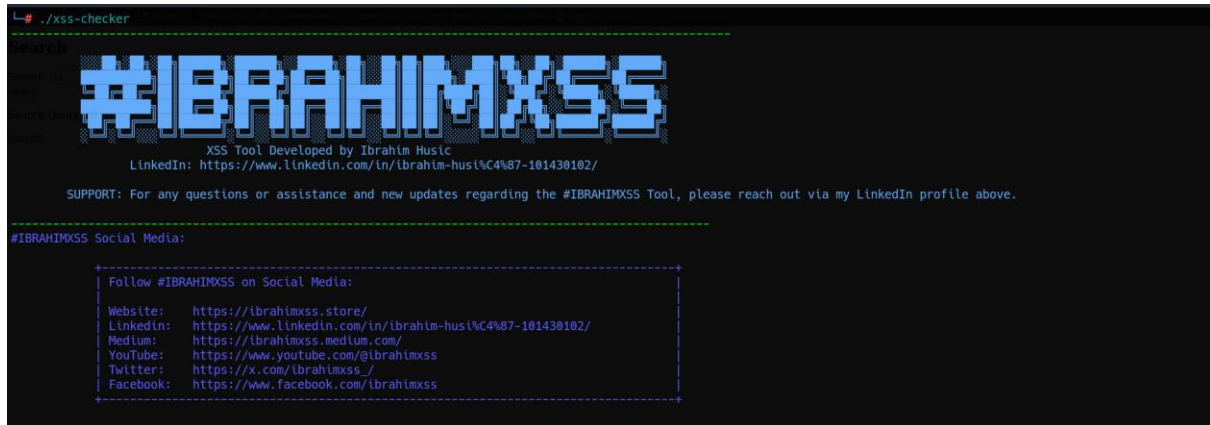 └─# ./xss-checker
Search
#IBRAHIMXSS
XSS Tool Developed by Ibrahim Husic
LinkedIn: https://www.linkedin.com/in/ibrahim-husi%C4%87-101430102/
SUPPORT: For any questions or assistance and new updates regarding the #IBRAHIMXSS Tool, please reach out via my LinkedIn profile above.
#IBRAHIMXSS Social Media:
Follow #IBRAHIMXSS on Social Media:
Website: https://ibrahimxss.store/
Linkedin: https://www.linkedin.com/in/ibrahim-husi%C4%87-101430102/
Medium: https://ibrahimxss.medium.com/
YouTube: https://www.youtube.com/@ibrahimxss
Twitter: https://x.com/ibrahimxss_/
Facebook: https://www.facebook.com/ibrahimxss